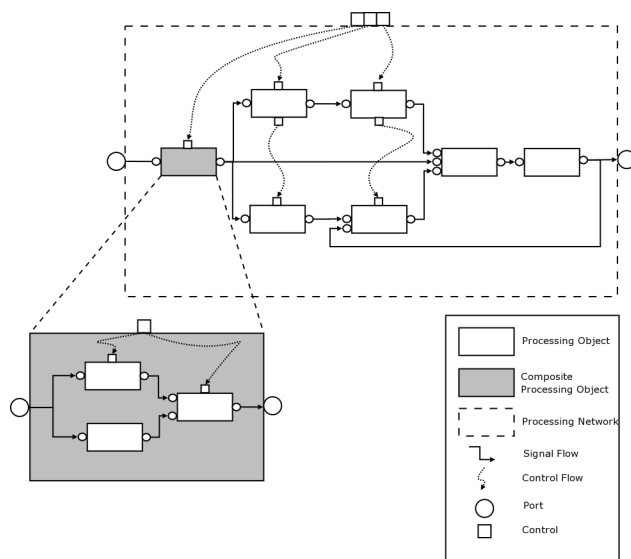 Processing Object
Composite
Processing Object
Processing Network
Signal Flow
Control Flow
Port
Control